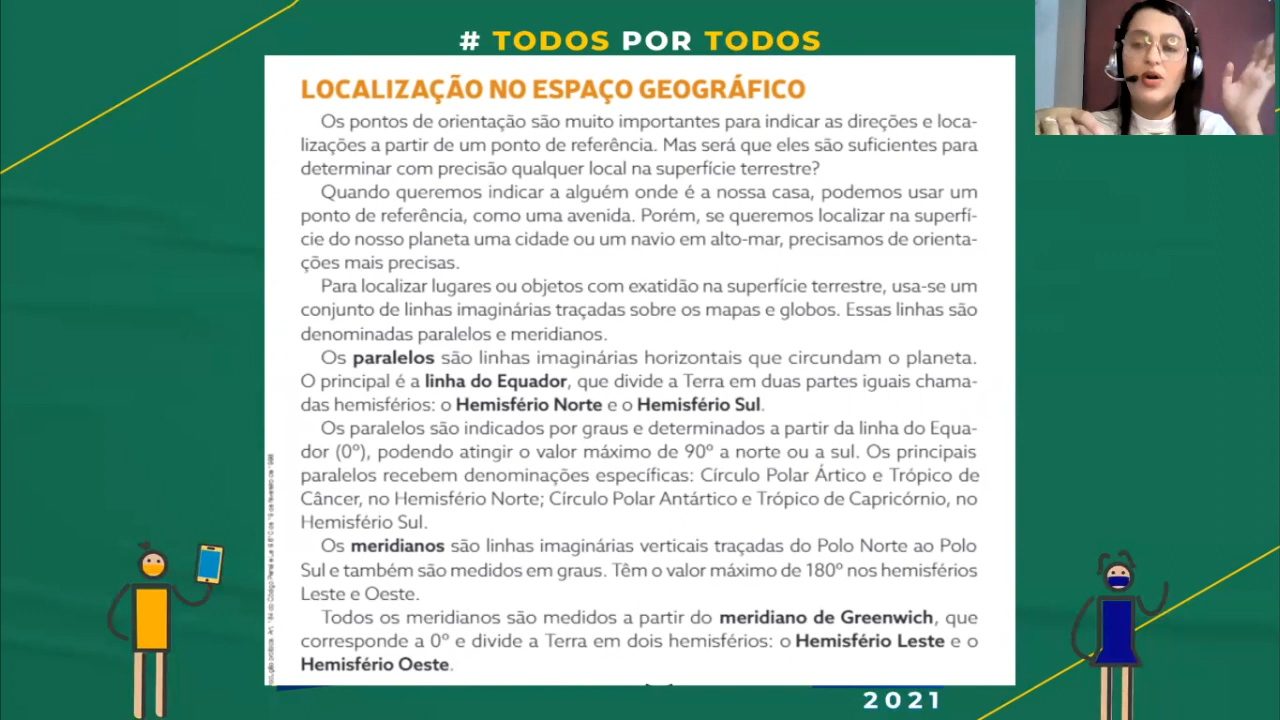 # TODOS POR TODOS
LOCALIZAÇÃO NO ESPAÇO GEOGRÁFICO
Os pontos de orientação são muito importantes para indicar as direções e loca-
lizações a partir de um ponto de referência. Mas será que eles são suficientes para
determinar com precisão qualquer local na superfície terrestre?
Quando queremos indicar a alguém onde é a nossa casa, podemos usar um
ponto de referência, como uma avenida. Porém, se queremos localizar na superfí-
cie do nosso planeta uma cidade ou um navio em alto-mar, precisamos de orienta-
ções mais precisas.
Para localizar lugares ou objetos com exatidão na superfície terrestre, usa-se um
conjunto de linhas imaginárias traçadas sobre os mapas e globos. Essas linhas são
denominadas paralelos e meridianos.
Os paralelos são linhas imaginárias horizontais que circundam o planeta.
O principal é a linha do Equador, que divide a Terra em duas partes iguais chama-
das hemisférios: o Hemisfério Norte e o Hemisfério Sul.
Os paralelos são indicados por graus e determinados a partir da linha do Equa-
dor (0º), podendo atingir o valor máximo de 90º a norte ou a sul. Os principais
paralelos recebem denominações específicas: Círculo Polar Ártico e Trópico de
Câncer, no Hemisfério Norte; Círculo Polar Antártico e Trópico de Capricórnio, no
Hemisfério Sul.
Os meridianos são linhas imaginárias verticais traçadas do Polo Norte ao Polo
Sul e também são medidos em graus. Têm o valor máximo de 180º nos hemisférios
Leste e Oeste.
Todos os meridianos são medidos a partir do meridiano de Greenwich, que
corresponde a 0º e divide a Terra em dois hemisférios: o Hemisfério Leste e o
Hemisfério Oeste.
2021